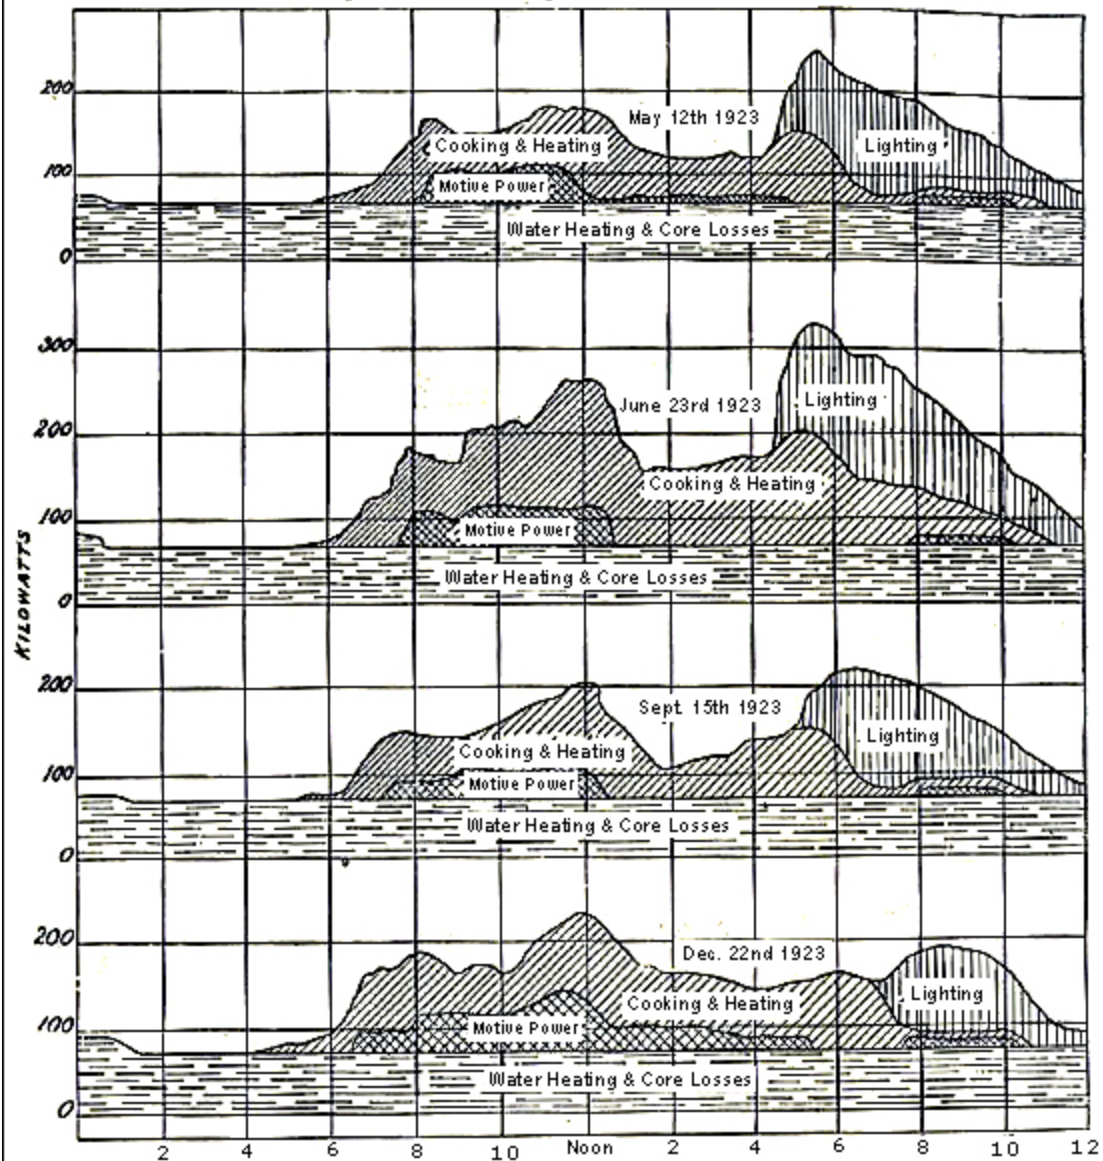 200
May 12th 1923
Cooking & Heating
Lighting
100
Motive Power
Water Heating & Core Losses
0
300
Lighting
June 23rd 1923
200
Cooking & Heating
100
Motive Power
KILOWATTS
Water Heating & Core Losses
0
200
Sept. 15th 1923
Lighting
Cooking & Heating
100
Motive Power
Water Heating & Core Losses
0
200
Dec. 22nd 1923
Lighting
Cooking & Heating
100
Motive Power
Water Heating & Core Losses
0
2 4 6 8 10 Noon 2 4 6 8 10 12